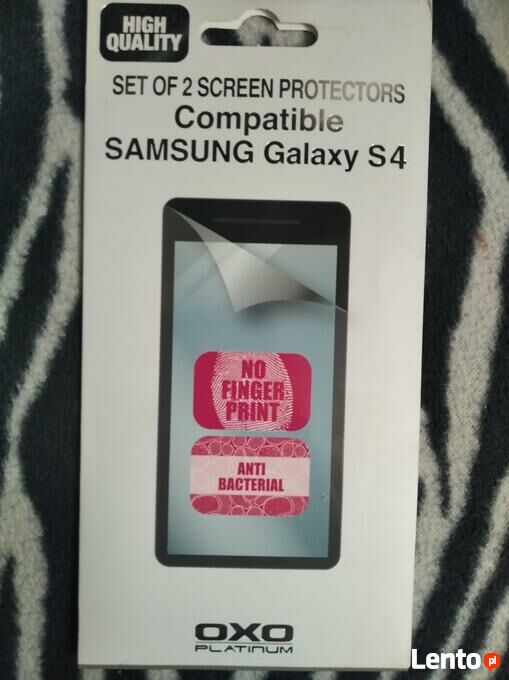 HIGH
QUALITY
SET OF 2 SCREEN PROTECTORS
Compatible
SAMSUNG Galaxy S4
NO
FINGER
PRINT
ANTI
BACTERIAL
OXO
PLATINUM
Lento.pl